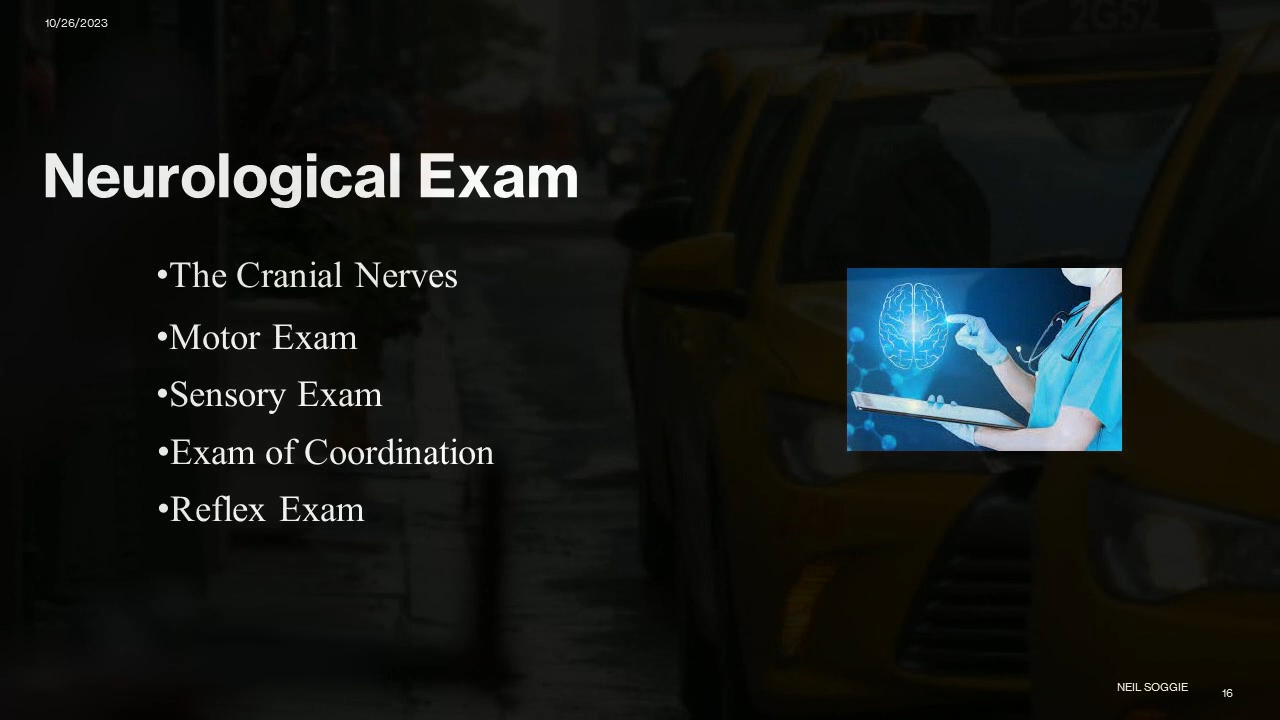 10/26/2023
2G52
Neurological Exam
•The Cranial Nerves
•Motor Exam
•Sensory Exam
•Exam of Coordination
•Reflex Exam
NEIL SOGGIE
16